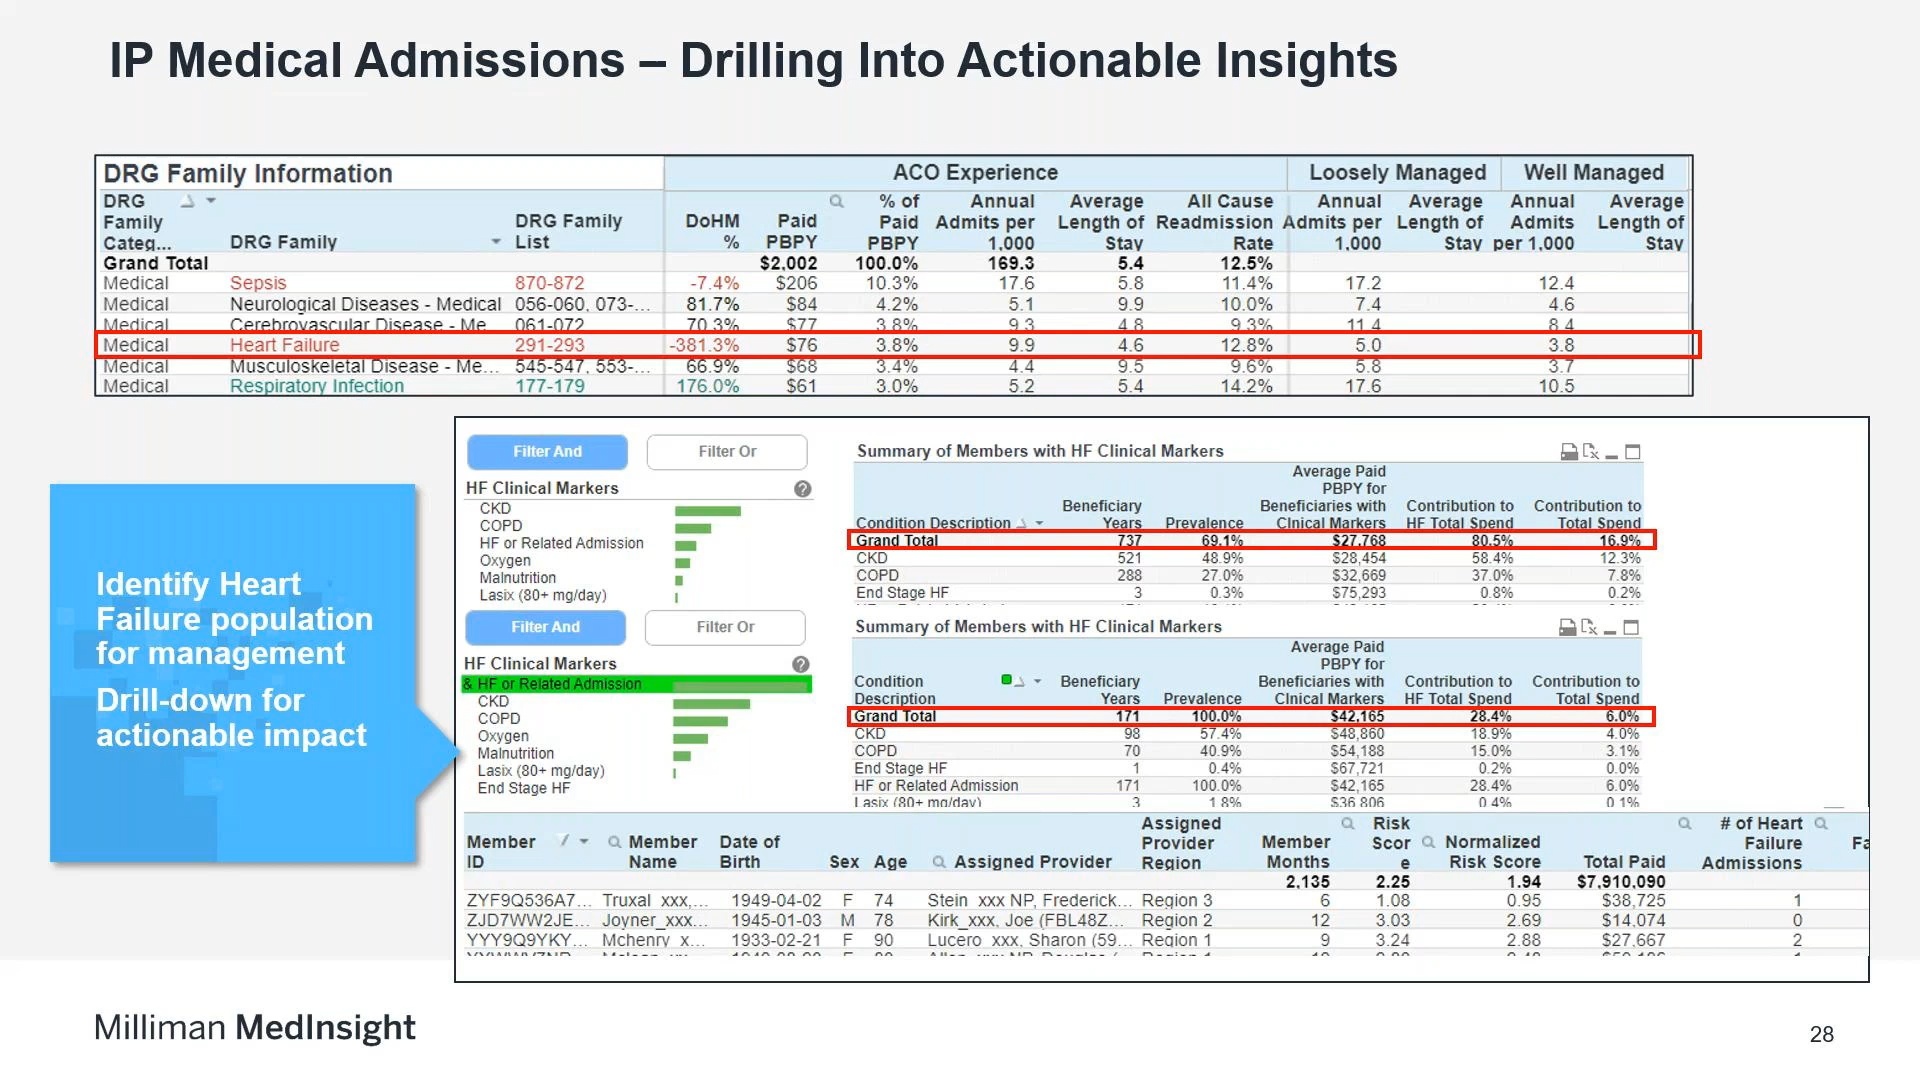 IP Medical Admissions – Drilling Into Actionable Insights
DRG Family Information ACO Experience Loosely Managed Well Managed
DRG Family Categ... DRG Family DRG Family List DoHM % Paid PBPY % of Paid PBPY Annual Admits per 1,000 Average Length of Stay All Cause Readmission Rate Annual Admits per 1,000 Average Length of Stay Annual Admits per 1,000 Average Length of Stay
Grand Total $2,002 100.0% 169.3 5.4 12.5%
Medical Sepsis 870-872 -7.4% $206 10.3% 17.6 5.8 11.4% 17.2 12.4
Medical Neurological Diseases - Medical 056-060, 073-... 81.7% $84 4.2% 5.1 9.9 10.0% 7.4 4.6
Medical Cerebrovascular Disease - Me... 061-072 70.3% $77 3.8% 9.3 4.8 9.3% 11.4 8.4
Medical Heart Failure 291-293 -381.3% $76 3.8% 9.9 4.6 12.8% 5.0 3.8
Medical Musculoskeletal Disease - Me... 545-547, 553-... 66.9% $68 3.4% 4.4 9.5 9.6% 5.8 3.7
Medical Respiratory Infection 177-179 176.0% $61 3.0% 5.2 5.4 14.2% 17.6 10.5
Identify Heart
Failure population
for management
Drill-down for
actionable impact
Filter And Filter Or
HF Clinical Markers
CKD
COPD
HF or Related Admission
Oxygen
Malnutrition
Lasix (80+ mg/day)
Summary of Members with HF Clinical Markers
Condition Description Beneficiary Years Prevalence Average Paid PBPY for Beneficiaries with Clnical Markers Contribution to HF Total Spend Contribution to Total Spend
Grand Total 737 69.1% $27,768 80.5% 16.9%
CKD 521 48.9% $28,454 58.4% 12.3%
COPD 288 27.0% $32,669 37.0% 7.8%
End Stage HF 3 0.3% $75,293 0.8% 0.2%
Filter And Filter Or
HF Clinical Markers
& HF or Related Admission
CKD
COPD
Oxygen
Malnutrition
Lasix (80+ mg/day)
End Stage HF
Summary of Members with HF Clinical Markers
Condition Description Beneficiary Years Prevalence Average Paid PBPY for Beneficiaries with Clnical Markers Contribution to HF Total Spend Contribution to Total Spend
Grand Total 171 100.0% $42,165 28.4% 6.0%
CKD 98 57.4% $48,860 18.9% 4.0%
COPD 70 40.9% $54,188 15.0% 3.1%
End Stage HF 1 0.4% $67,721 0.2% 0.0%
HF or Related Admission 171 100.0% $42,165 28.4% 6.0%
Lasix (80+ mg/day) 3 1.8% $36,806 0.4% 0.1%
Member ID Member Name Date of Birth Sex Age Assigned Provider Assigned Provider Region Member Months Risk Score Normalized Risk Score Total Paid # of Heart Failure Admissions Fa
2,135 2.25 1.94 $7,910,090
ZYF9Q536A7... Truxal_xxx,... 1949-04-02 F 74 Stein_xxx NP, Frederick... Region 3 6 1.08 0.95 $38,725 1
ZJD7WW2JE... Joyner_xxx... 1945-01-03 M 78 Kirk_xxx, Joe (FBL48Z... Region 2 12 3.03 2.69 $14,074 0
YYY9Q9YKY... Mchenry_x... 1933-02-21 F 90 Lucero_xxx, Sharon (59... Region 1 9 3.24 2.88 $27,667 2
Milliman MedInsight
28